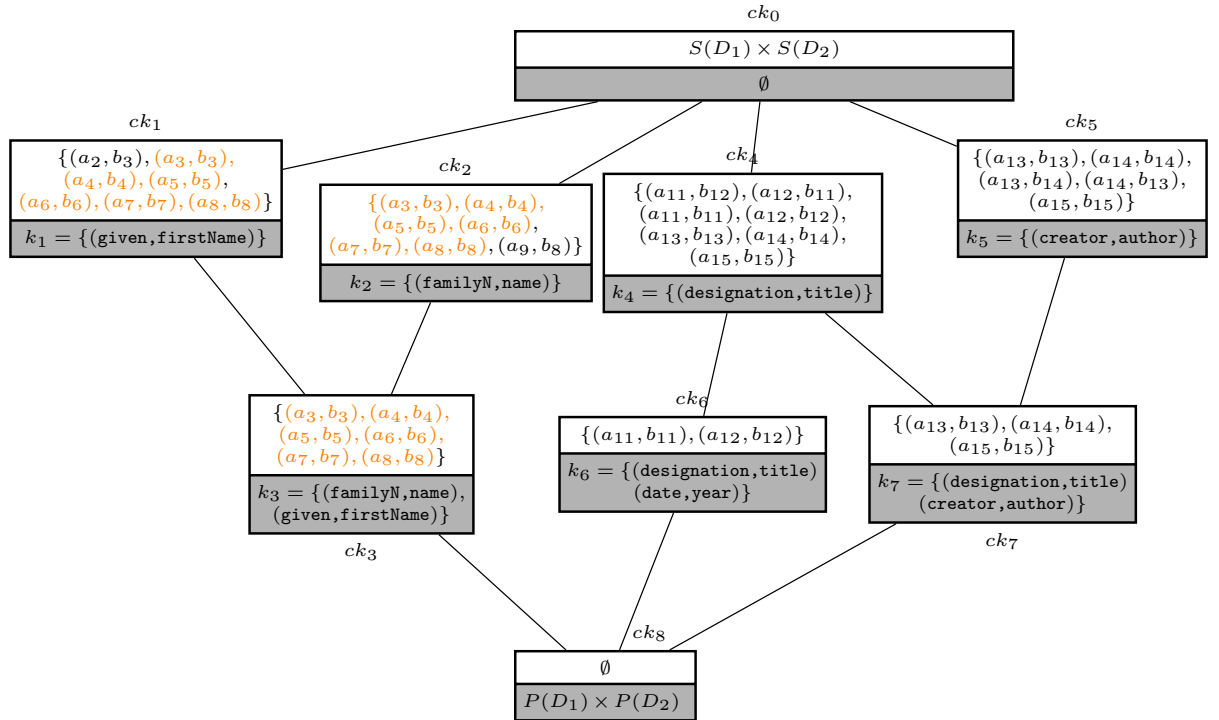 ck₀
S(D₁) × S(D₂)
∅
ck₁
{(a₂, b₃), (a₃, b₃),
(a₄, b₄), (a₅, b₅),
(a₆, b₆), (a₇, b₇), (a₈, b₈)}
k₁ = {(given,firstName)}
ck₂
{(a₃, b₃), (a₄, b₄),
(a₅, b₅), (a₆, b₆),
(a₇, b₇), (a₈, b₈), (a₉, b₈)}
k₂ = {(familyN,name)}
ck₄
{(a₁₁, b₁₂), (a₁₂, b₁₁),
(a₁₁, b₁₁), (a₁₂, b₁₂),
(a₁₃, b₁₃), (a₁₄, b₁₄),
(a₁₅, b₁₅)}
k₄ = {(designation,title)}
ck₅
{(a₁₃, b₁₃), (a₁₄, b₁₄),
(a₁₃, b₁₄), (a₁₄, b₁₃),
(a₁₅, b₁₅)}
k₅ = {(creator,author)}
{(a₃, b₃), (a₄, b₄),
(a₅, b₅), (a₆, b₆),
(a₇, b₇), (a₈, b₈)}
k₃ = {(familyN,name),
(given,firstName)}
ck₃
ck₆
{(a₁₁, b₁₁), (a₁₂, b₁₂)}
k₆ = {(designation,title)
(date,year)}
{(a₁₃, b₁₃), (a₁₄, b₁₄),
(a₁₅, b₁₅)}
k₇ = {(designation,title)
(creator,author)}
ck₇
ck₈
∅
P(D₁) × P(D₂)